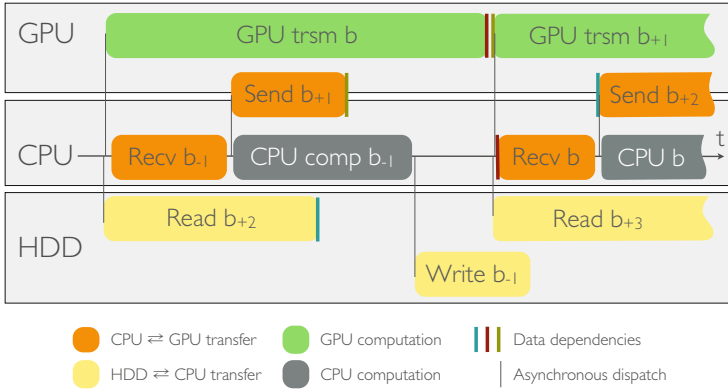 GPU
GPU trsm b
GPU trsm b+1
Send b+1
Send b+2
CPU
Recv b-1
CPU comp b-1
Recv b
CPU b
t
HDD
Read b+2
Read b+3
Write b-1
CPU ⇄ GPU transfer
GPU computation
Data dependencies
HDD ⇄ CPU transfer
CPU computation
Asynchronous dispatch